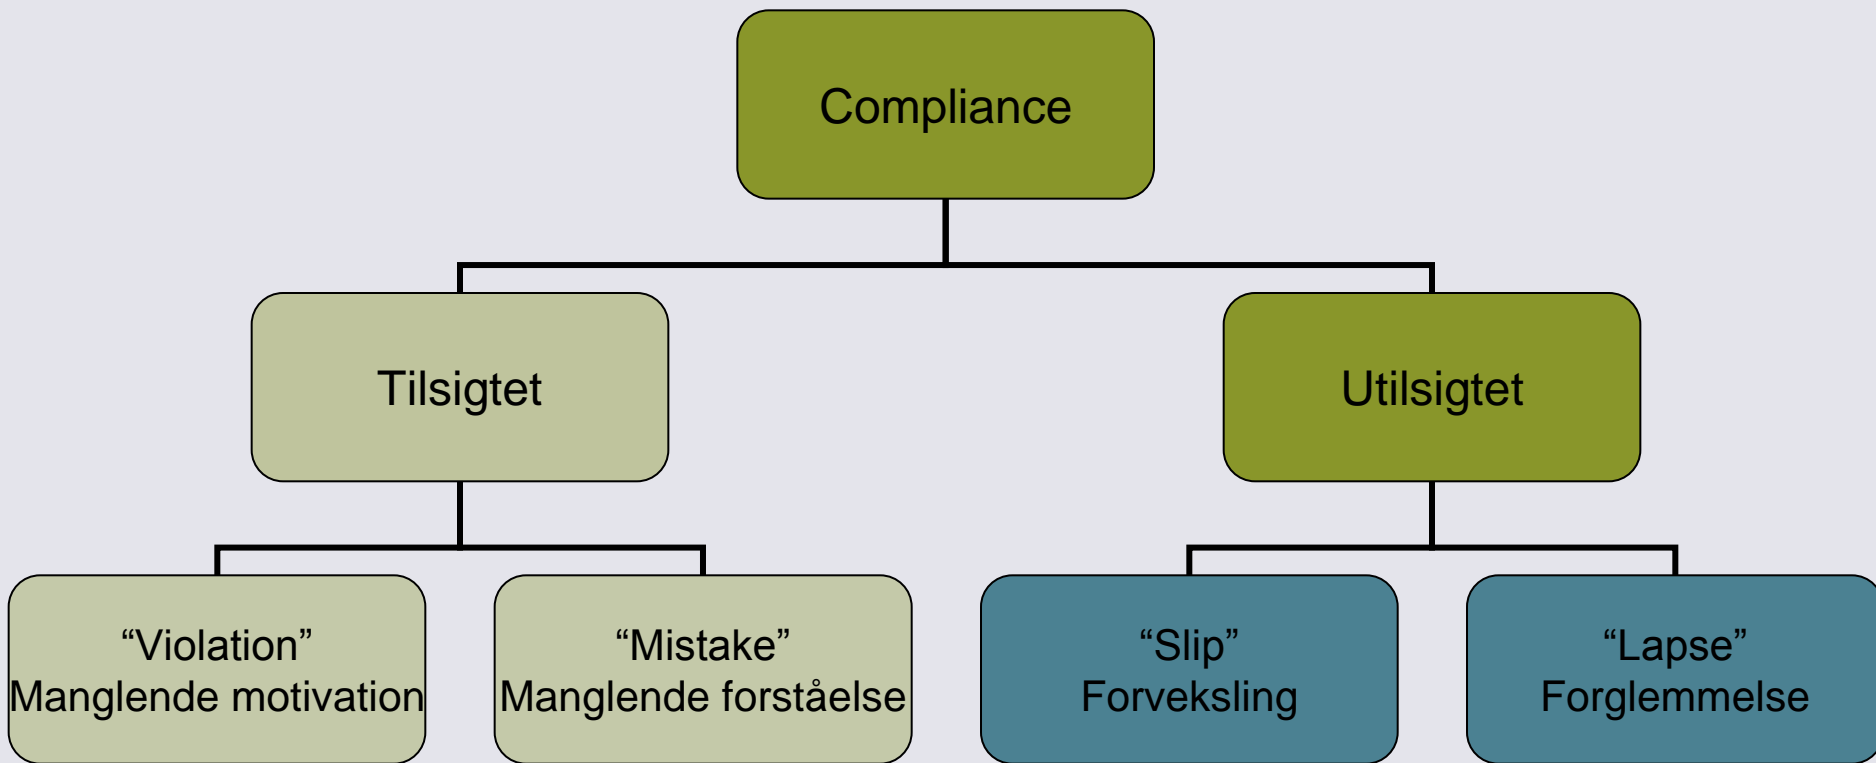 Compliance
Tilsigtet
Utilsigtet
“Violation”
Manglende motivation
“Mistake”
Manglende forståelse
“Slip”
Forveksling
“Lapse”
Forglemmelse